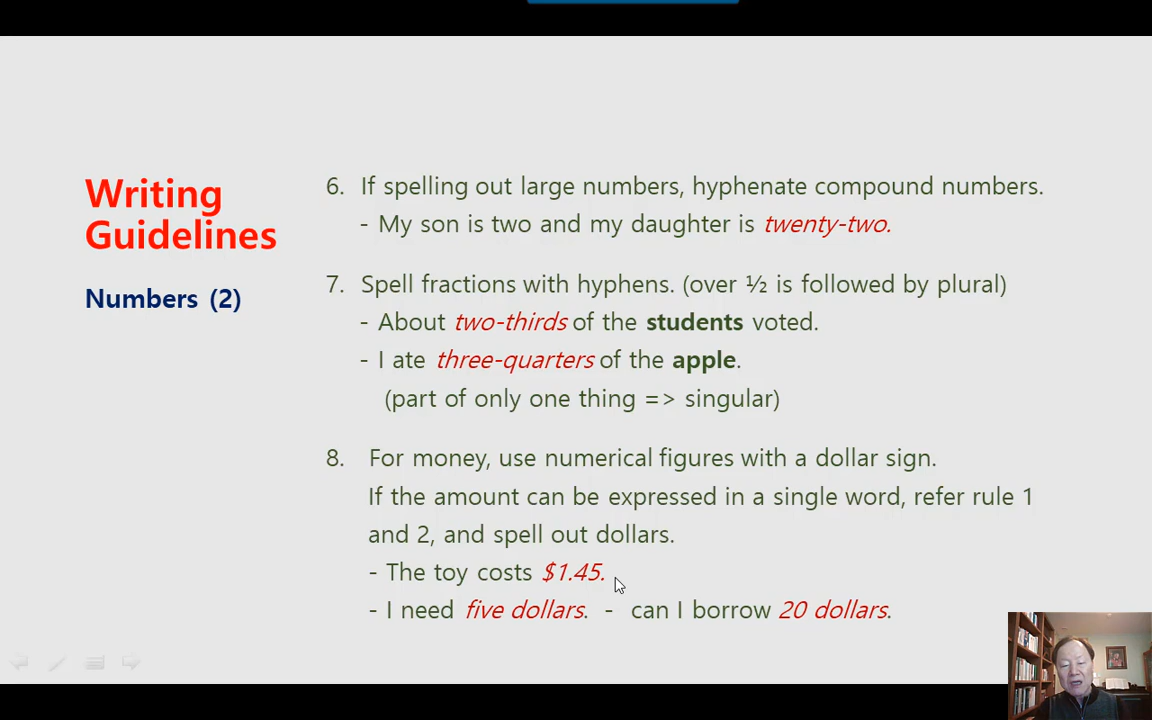 Writing
Guidelines
Numbers (2)
6. If spelling out large numbers, hyphenate compound numbers.
- My son is two and my daughter is twenty-two.
7. Spell fractions with hyphens. (over ½ is followed by plural)
- About two-thirds of the students voted.
- I ate three-quarters of the apple.
(part of only one thing => singular)
8. For money, use numerical figures with a dollar sign.
If the amount can be expressed in a single word, refer rule 1
and 2, and spell out dollars.
- The toy costs $1.45.
- I need five dollars. - can I borrow 20 dollars.